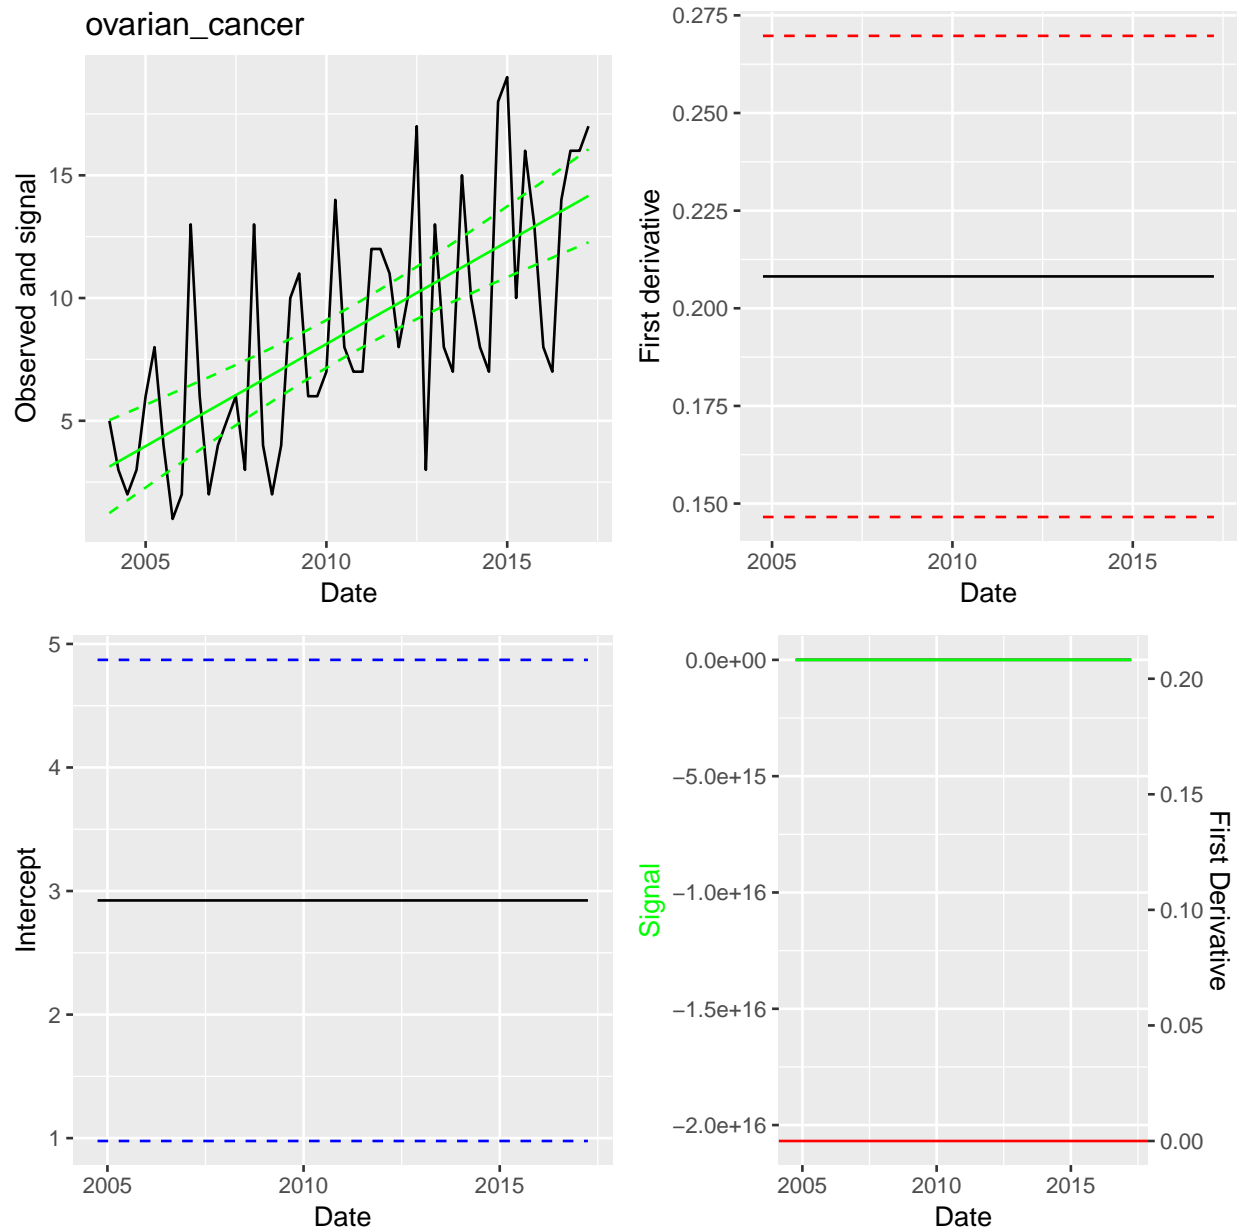 ovarian_cancer
Observed and signal
15
10
5
2005 2010 2015
Date
First derivative
0.275
0.250
0.225
0.200
0.175
0.150
2005 2010 2015
Date
Intercept
5
4
3
2
1
2005 2010 2015
Date
Signal
0.0e+00
−5.0e+15
−1.0e+16
−1.5e+16
−2.0e+16
0.20
0.15
0.10
0.05
0.00
First Derivative
2005 2010 2015
Date